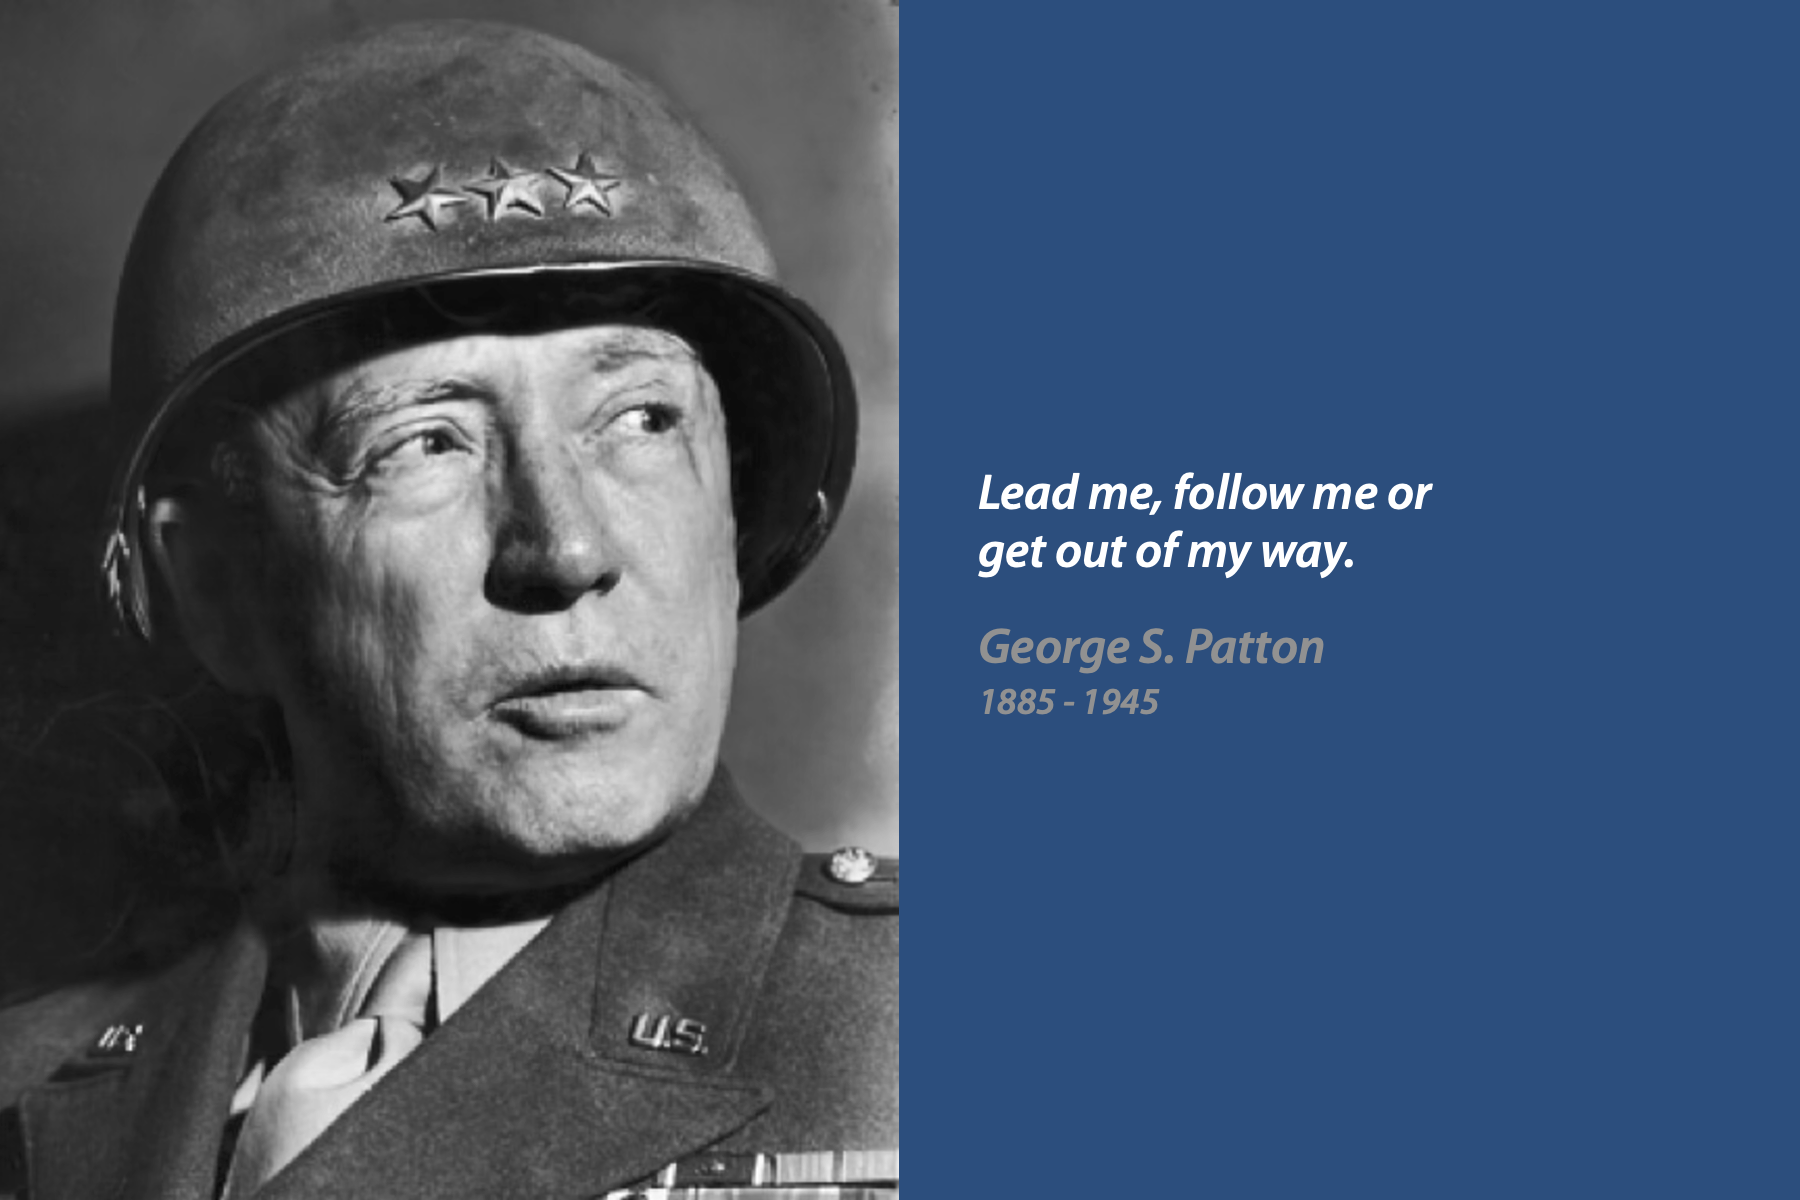 Lead me, follow me or
get out of my way.
George S. Patton
1885 - 1945
U.S.